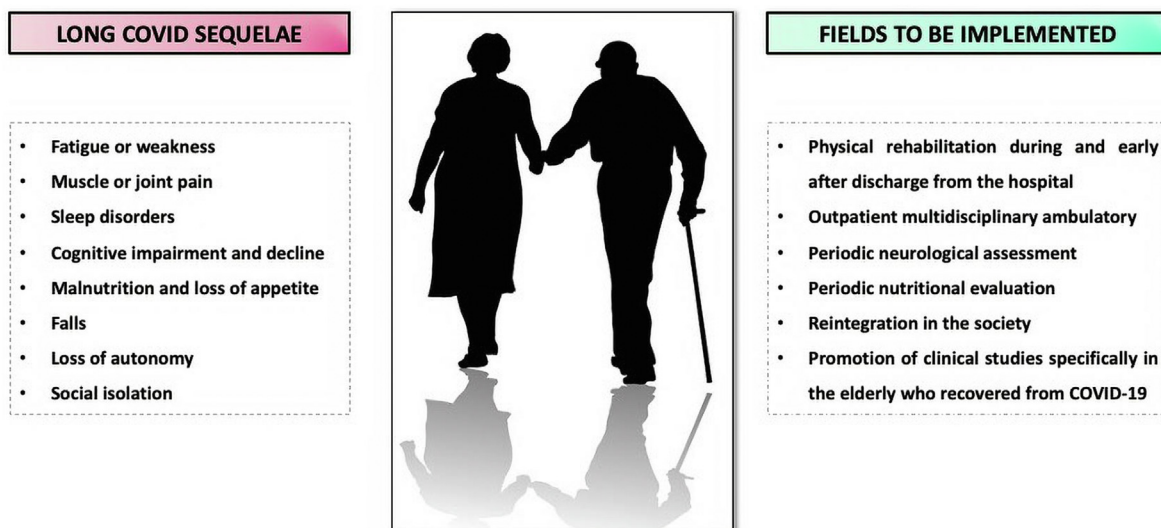 LONG COVID SEQUELAE
• Fatigue or weakness
• Muscle or joint pain
• Sleep disorders
• Cognitive impairment and decline
• Malnutrition and loss of appetite
• Falls
• Loss of autonomy
• Social isolation
FIELDS TO BE IMPLEMENTED
• Physical rehabilitation during and early
after discharge from the hospital
• Outpatient multidisciplinary ambulatory
• Periodic neurological assessment
• Periodic nutritional evaluation
• Reintegration in the society
• Promotion of clinical studies specifically in
the elderly who recovered from COVID-19